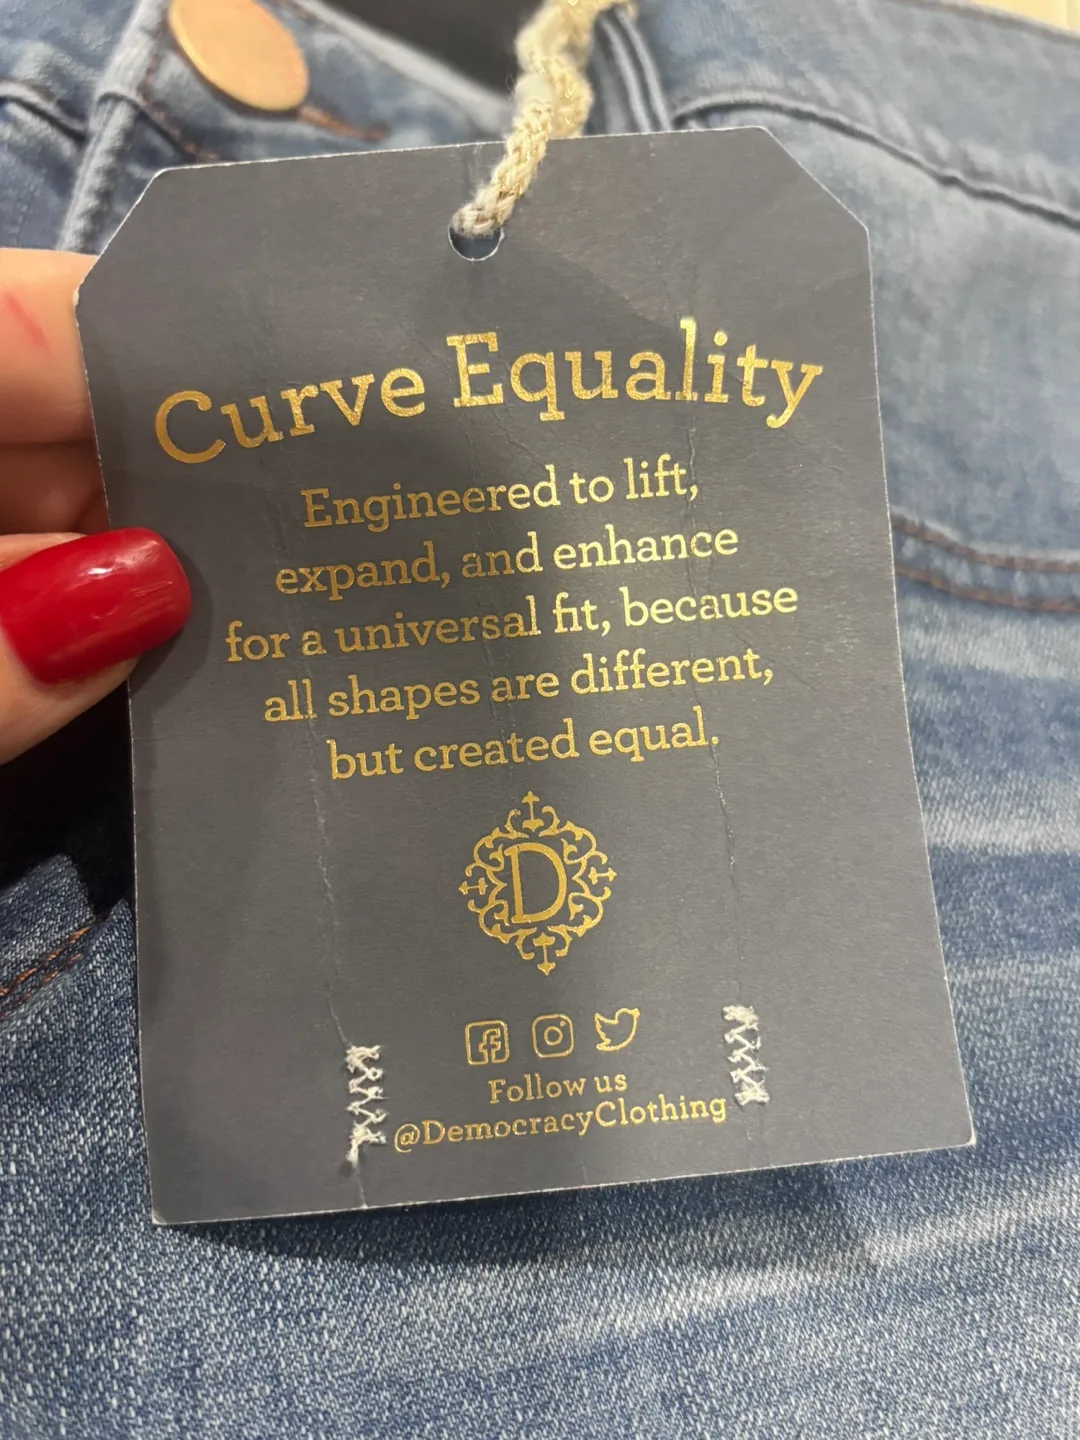 Curve Equality
Engineered to lift,
expand, and enhance
for a universal fit, because
all shapes are different,
but created equal.
D
Follow us
@DemocracyClothing